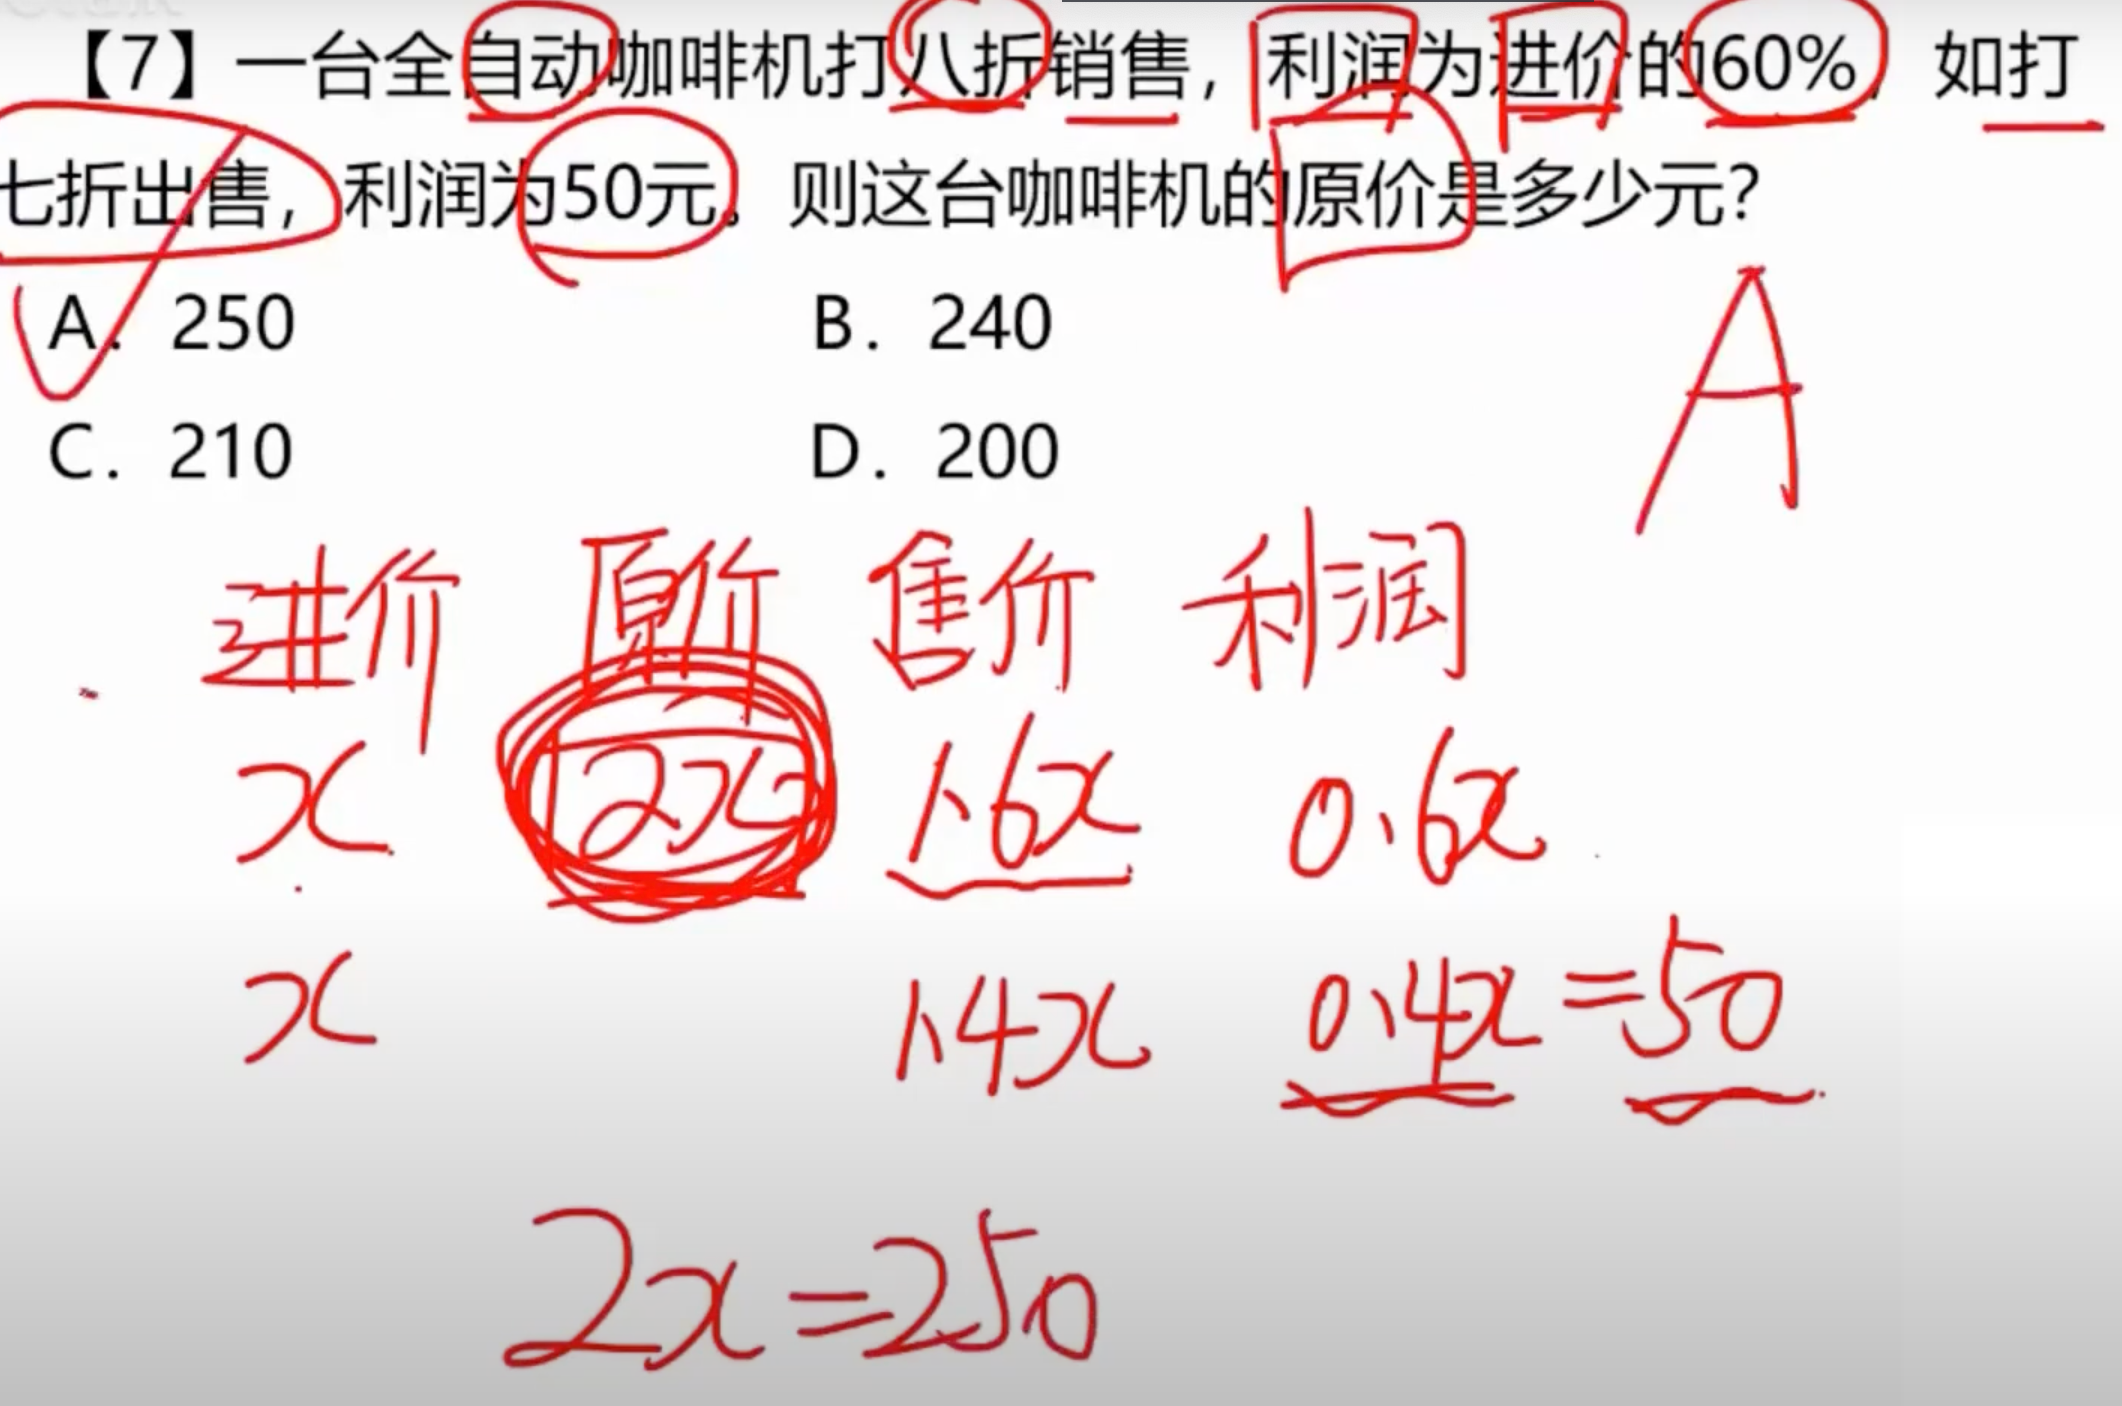 【7】一台全自动咖啡机打八折销售，利润为进价的60%，如打
七折出售，利润为50元。则这台咖啡机的原价是多少元？
A．250 B．240
C．210 D．200
A
进价 原价 售价 利润
x 2x 1.6x 0.6x
x 1.4x 0.4x=50
2x=250